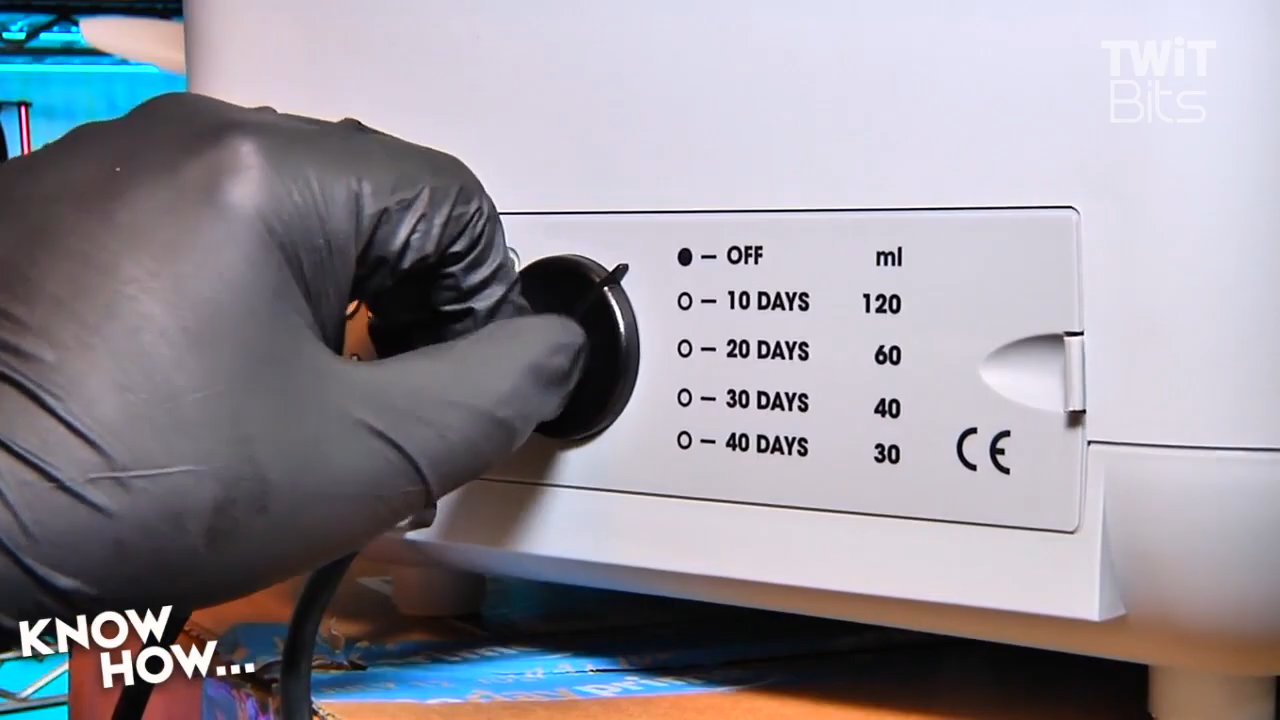 TWiT
Bits
OFF ml
10 DAYS 120
20 DAYS 60
30 DAYS 40
40 DAYS 30
CE
KNOW
HOW...